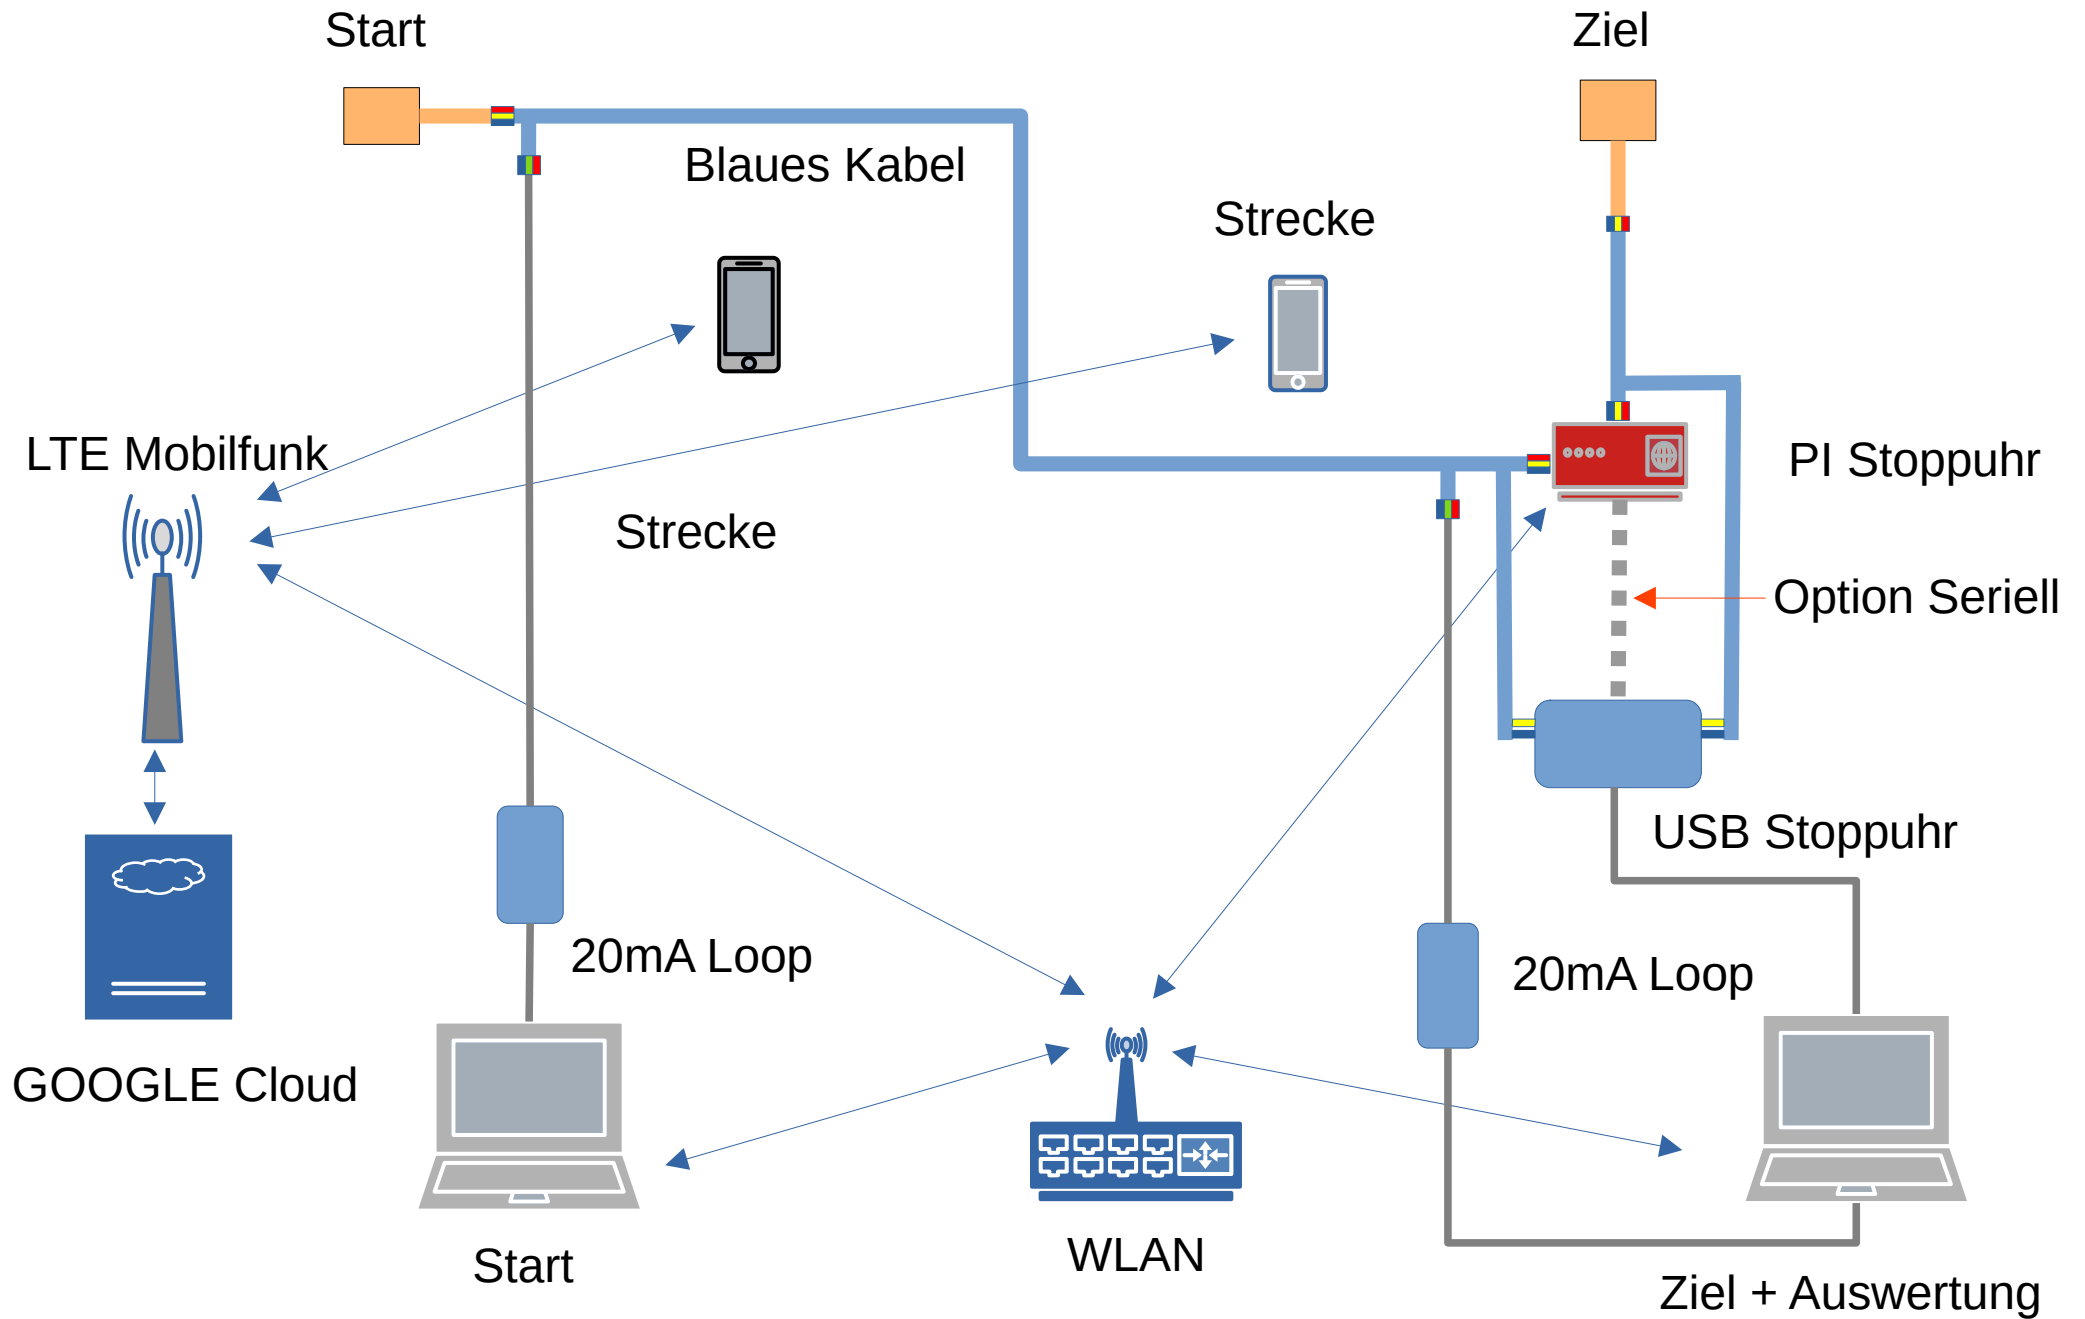 Start
Ziel
Blaues Kabel
Strecke
LTE Mobilfunk
PI Stoppuhr
Strecke
Option Seriell
USB Stoppuhr
20mA Loop
20mA Loop
GOOGLE Cloud
WLAN
Start
Ziel + Auswertung